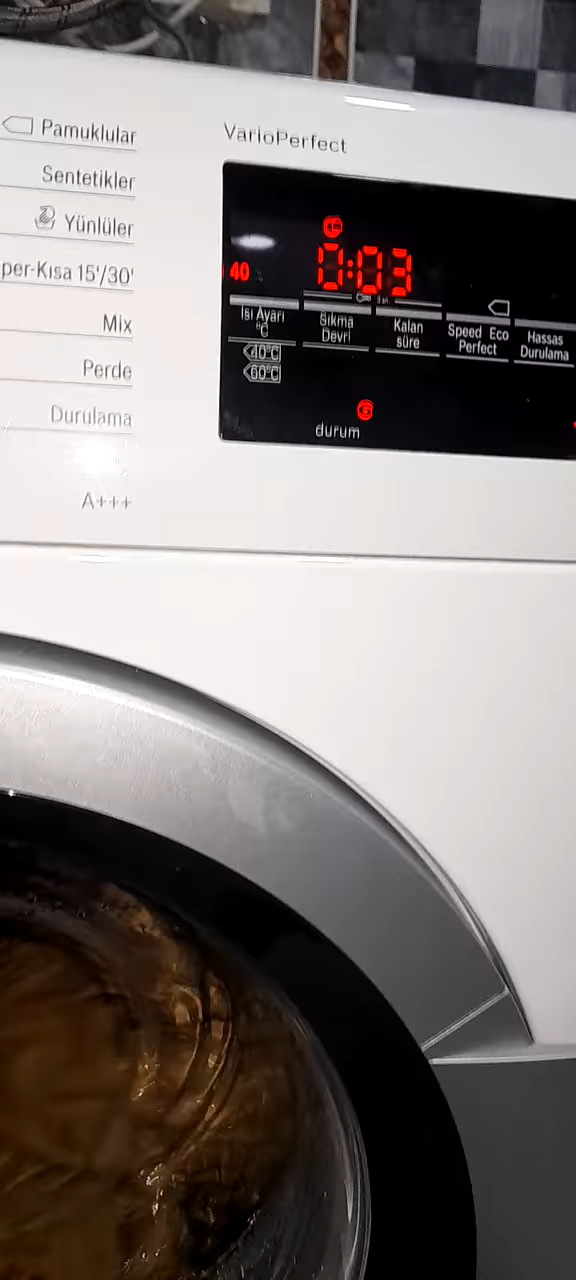 Pamuklular
Sentetikler
Yünlüler
per-Kısa 15'/30'
Mix
Perde
Durulama
A+++
VarioPerfect
40
0:03
Isı Ayarı
°C
Sıkma
Devri
Kalan
süre
Speed Eco
Perfect
Hassas
Durulama
40°C
60°C
durum